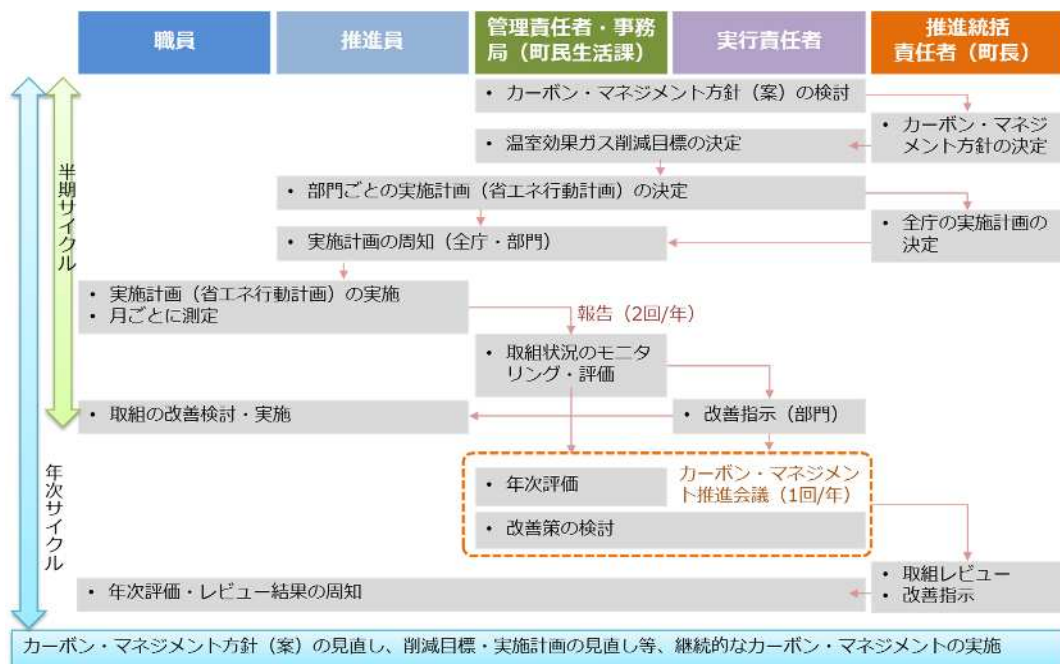 職員
推進員
管理責任者・事務
局（町民生活課）
実行責任者
推進統括
責任者（町長）
• カーボン・マネジメント方針（案）の検討
• カーボン・マネジ
メント方針の決定
• 温室効果ガス削減目標の決定
• 部門ごとの実施計画（省エネ行動計画）の決定
• 全庁の実施計画の
決定
• 実施計画の周知（全庁・部門）
半期サイクル
• 実施計画（省エネ行動計画）の実施
• 月ごとに測定
報告（2回/年）
• 取組状況のモニタ
リング・評価
• 取組の改善検討・実施
• 改善指示（部門）
年次サイクル
• 年次評価
カーボン・マネジメン
ト推進会議（1回/年）
• 改善策の検討
• 取組レビュー
• 改善指示
• 年次評価・レビュー結果の周知
カーボン・マネジメント方針（案）の見直し、削減目標・実施計画の見直し等、継続的なカーボン・マネジメントの実施